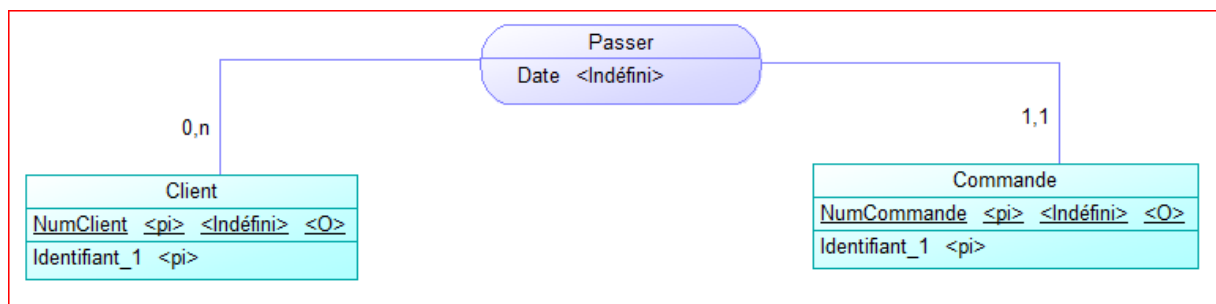 Passer
Date <Indéfini>
0,n
1,1
Client
NumClient <pi> <Indéfini> <O>
Identifiant_1 <pi>
Commande
NumCommande <pi> <Indéfini> <O>
Identifiant_1 <pi>